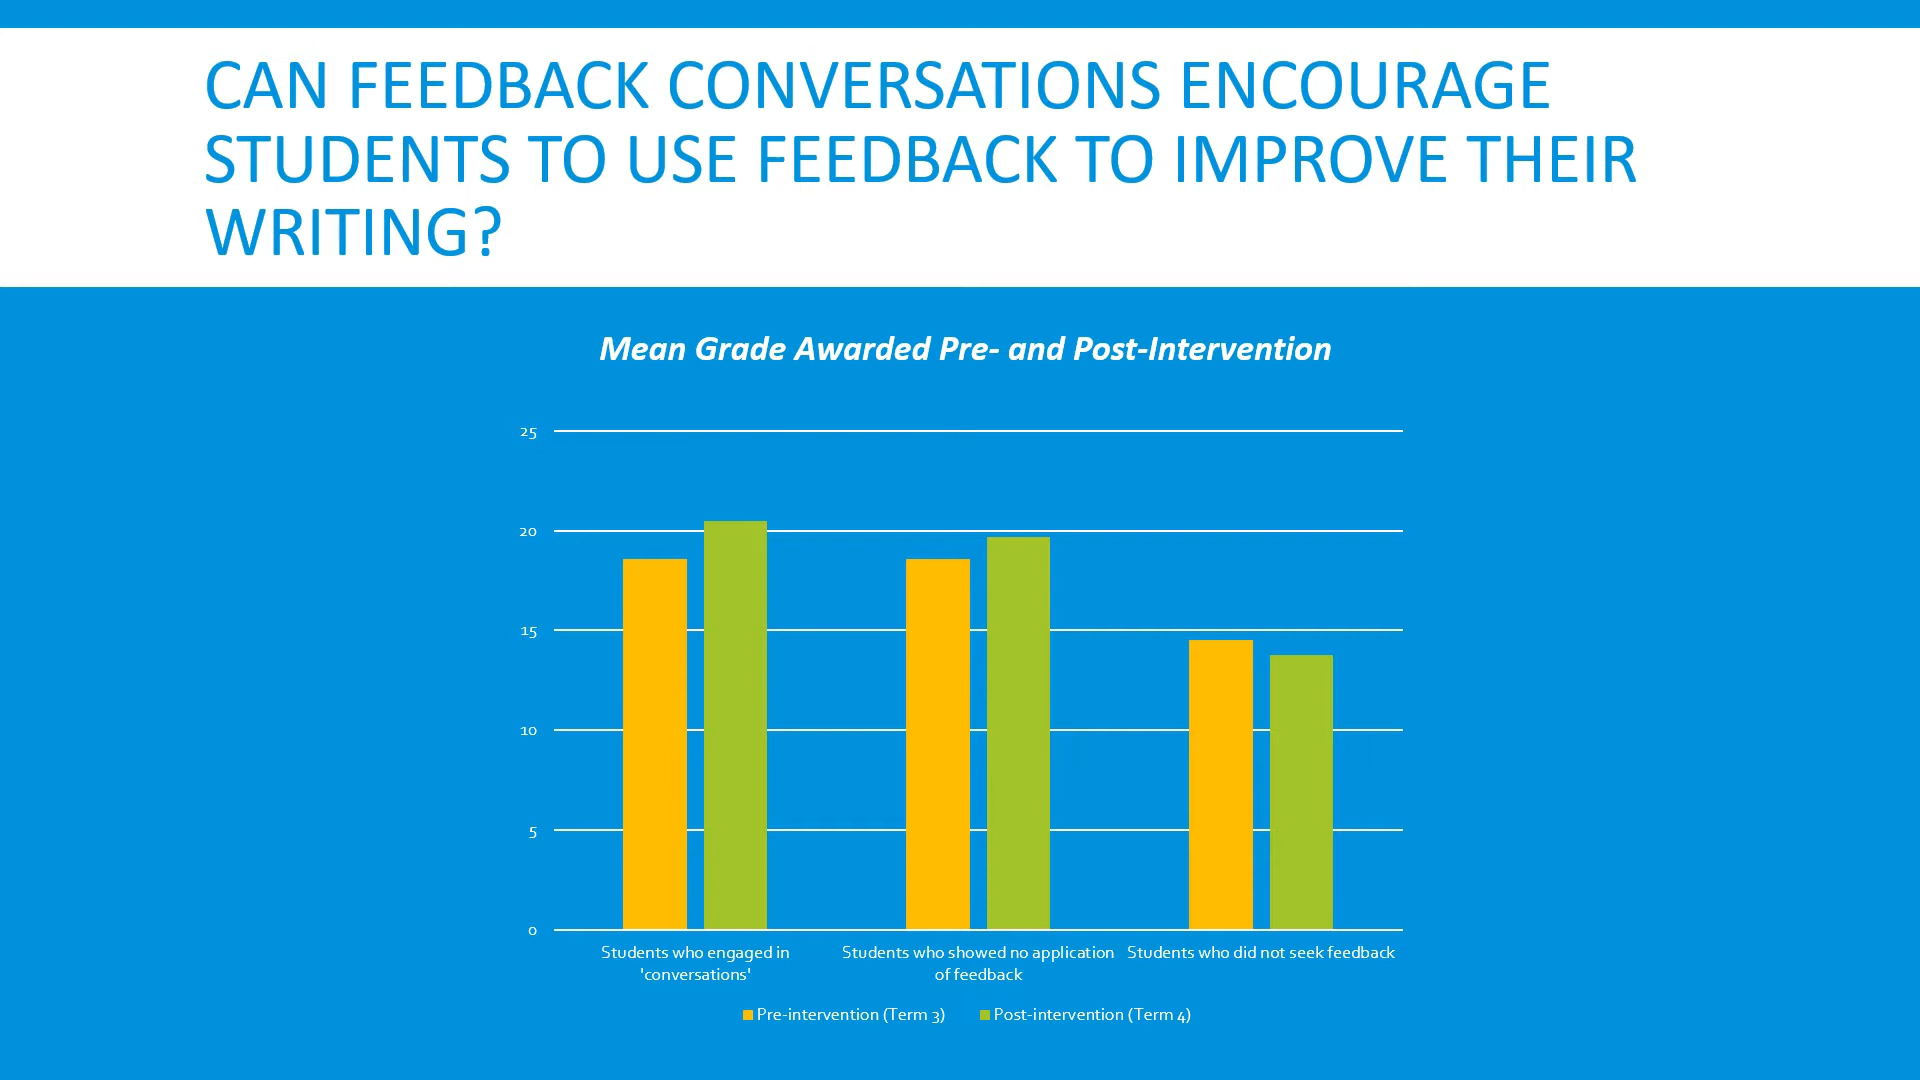 CAN FEEDBACK CONVERSATIONS ENCOURAGE
STUDENTS TO USE FEEDBACK TO IMPROVE THEIR
WRITING?
Mean Grade Awarded Pre- and Post-Intervention
25
20
15
10
5
0
Students who engaged in
'conversations'
Students who showed no application
of feedback
Students who did not seek feedback
Pre-intervention (Term 3)
Post-intervention (Term 4)